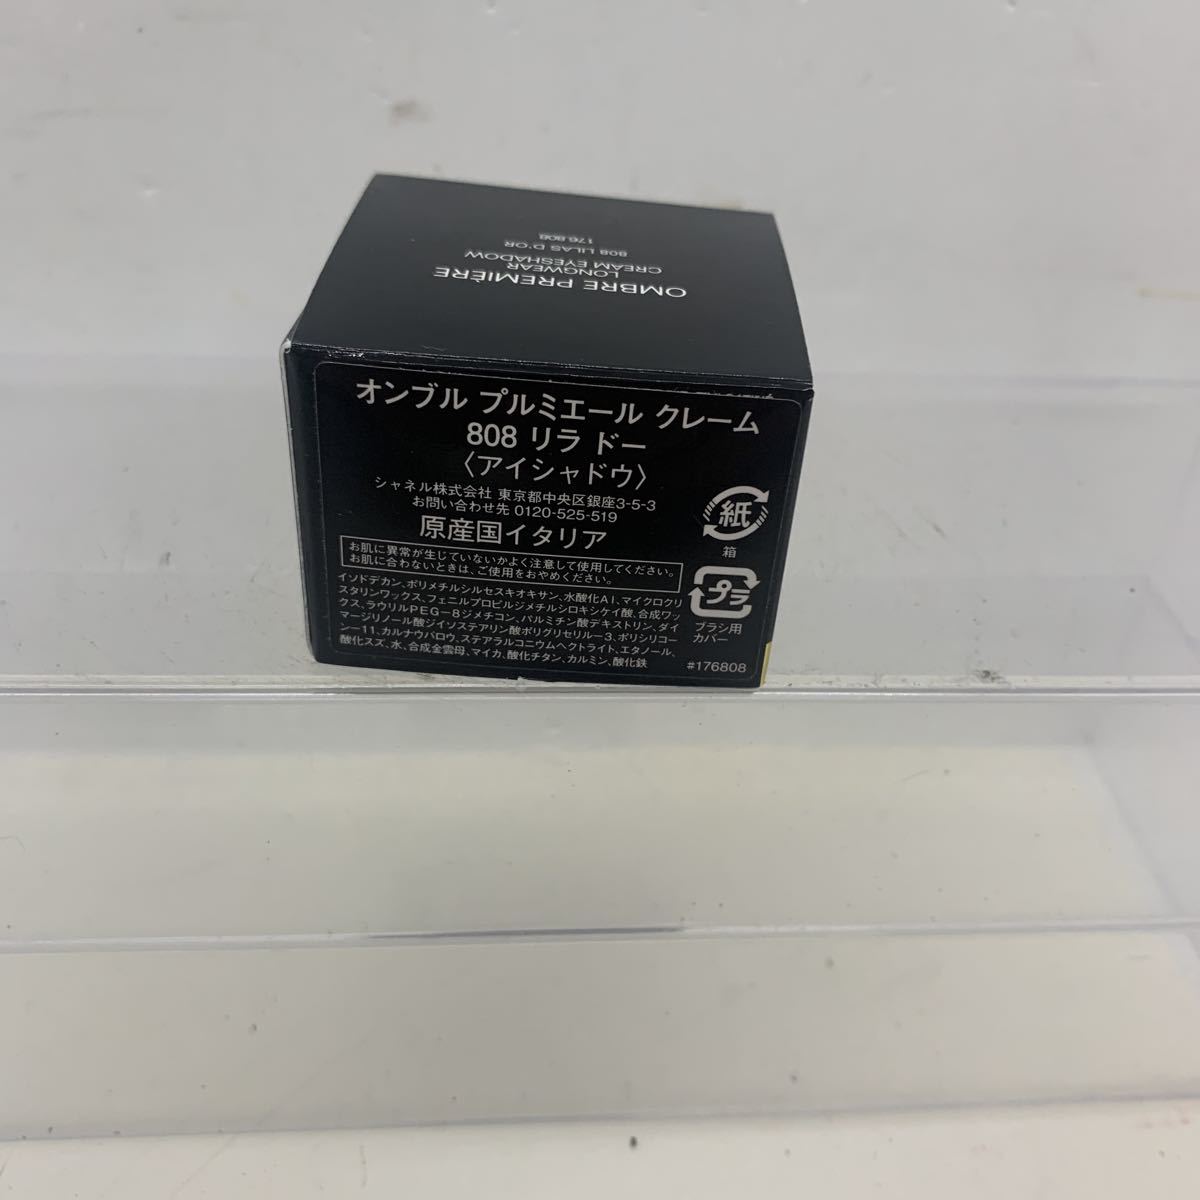 OMBRE PREMIÈRE
LONGWEAR
CREAM EYESHADOW
808 LILAS D'OR
176.808
オンブル プルミエール クレーム
808 リラ ドー
〈アイシャドウ〉
シャネル株式会社 東京都中央区銀座3-5-3
お問い合わせ先 0120-525-519
原産国イタリア
お肌に異常が生じていないかよく注意して使用してください。
お肌に合わないときは、ご使用をおやめください。
イソドデカン、ポリメチルシルセスキオキサン、水酸化Al、マイクロクリ
スタリンワックス、フェニルプロピルジメチルシロキシケイ酸、合成ワッ
クス、ラウリルPEG-8ジメチコン、パルミチン酸デキストリン、ダイ
マージリノール酸ジイソステアリン酸ポリグリセリル-3、ポリシリコー
ン-11、カルナウバロウ、ステアラルコニウムヘクトライト、エタノール、
酸化スズ、水、合成金雲母、マイカ、酸化チタン、カルミン、酸化鉄
紙
箱
プラ
ブラシ用
カバー
#176808